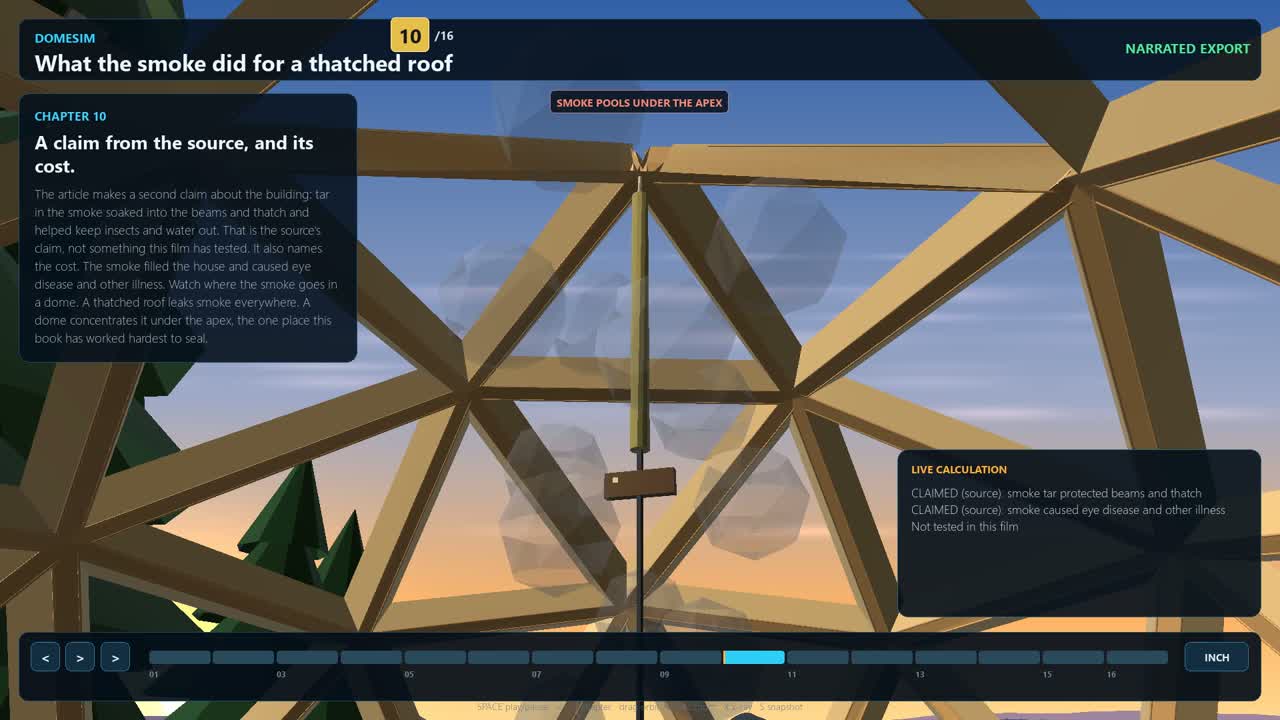 DOMESIM
10 /16
What the smoke did for a thatched roof
NARRATED EXPORT
SMOKE POOLS UNDER THE APEX
CHAPTER 10
A claim from the source, and its
cost.
The article makes a second claim about the building: tar
in the smoke soaked into the beams and thatch and
helped keep insects and water out. That is the source's
claim, not something this film has tested. It also names
the cost. The smoke filled the house and caused eye
disease and other illness. Watch where the smoke goes in
a dome. A thatched roof leaks smoke everywhere. A
dome concentrates it under the apex, the one place this
book has worked hardest to seal.
LIVE CALCULATION
CLAIMED (source) smoke tar protected beams and thatch
CLAIMED (source) smoke caused eye disease and other illness
Not tested in this film
< > >
INCH
01 03 05 07 09 11 13 15 16
SPACE play/pause chapter drag S snapshot